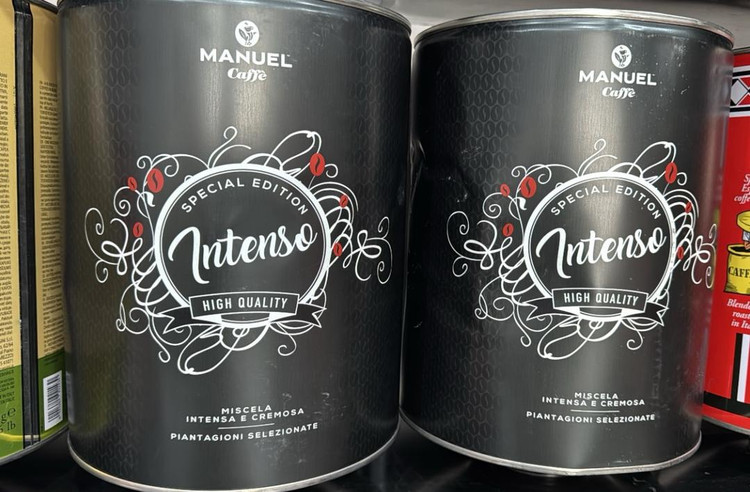 MANUEL
Caffè
SPECIAL EDITION
Intenso
HIGH QUALITY
MISCELA
INTENSA E CREMOSA
PIANTAGIONI SELEZIONATE
MANUEL
Caffè
SPECIAL EDITION
Intenso
HIGH QUALITY
MISCELA
INTENSA E CREMOSA
PIANTAGIONI SELEZIONATE
CAFF